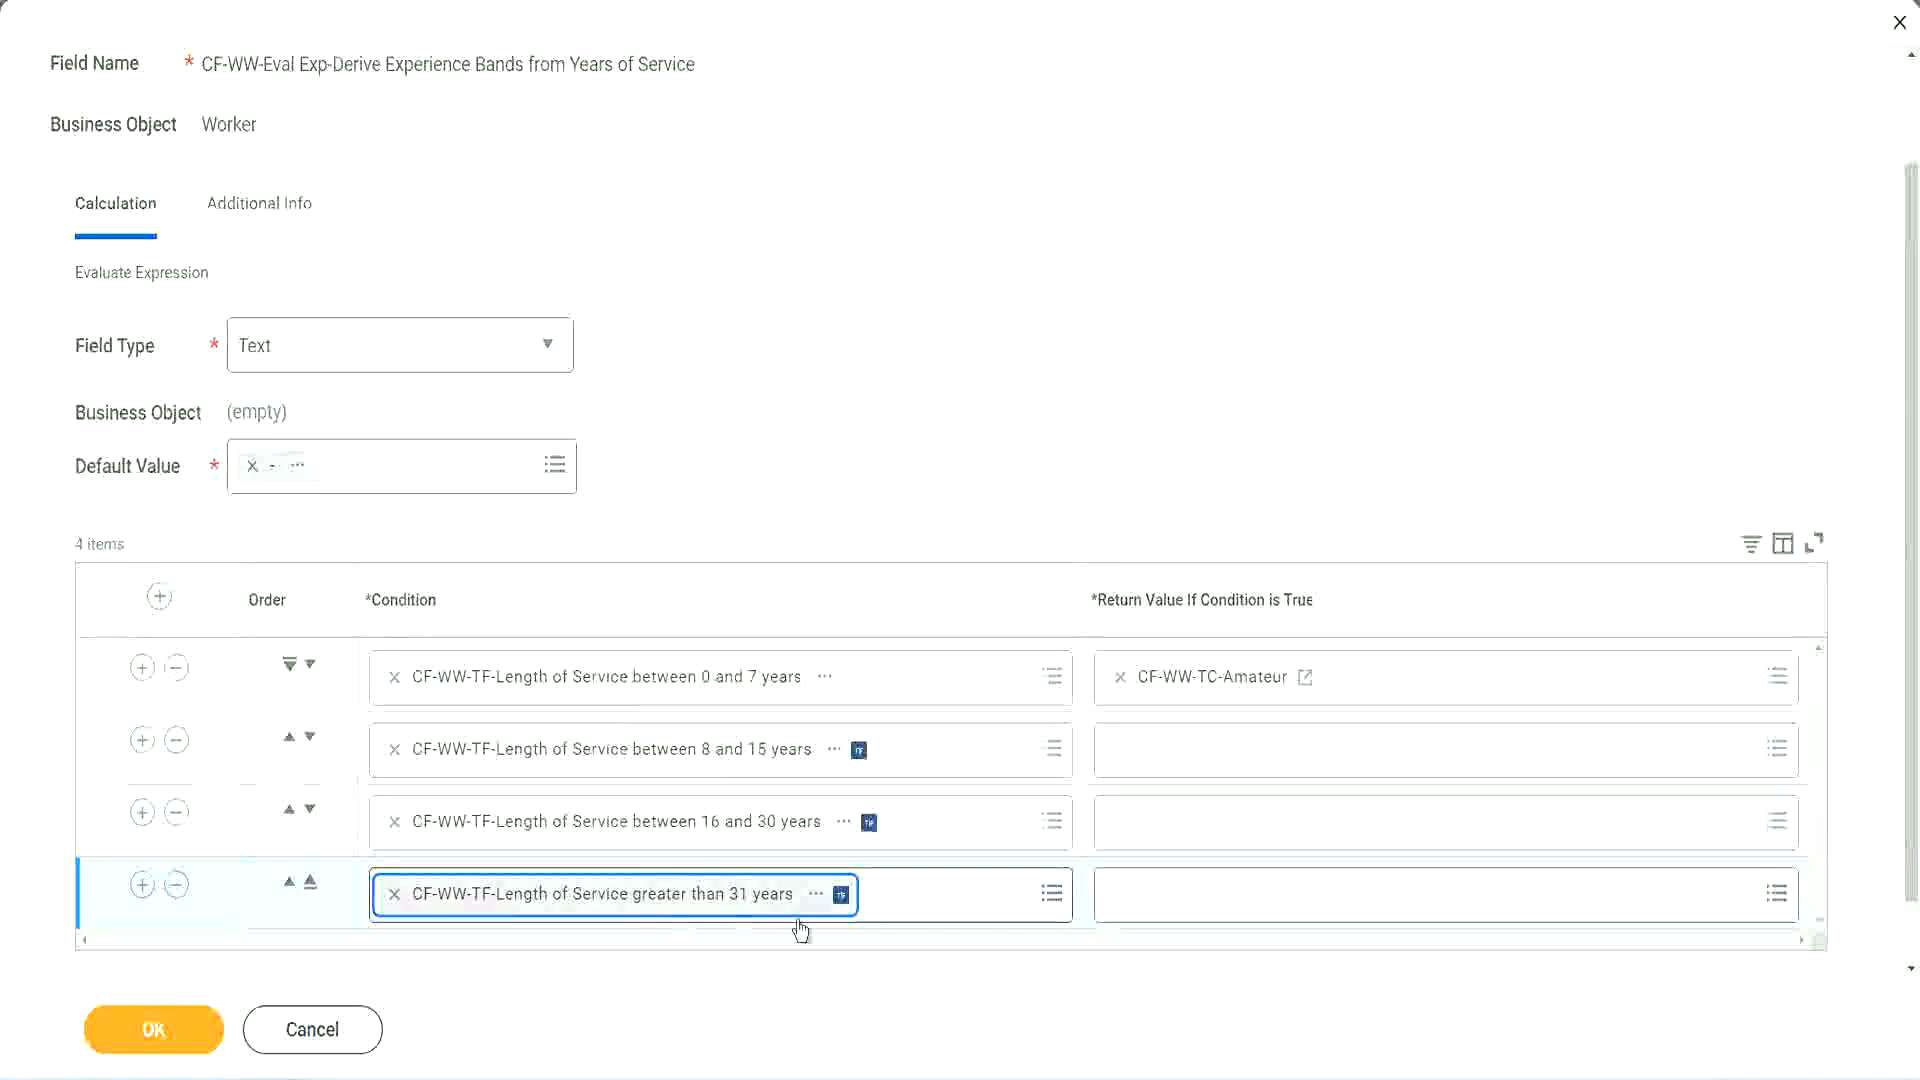 Field Name * CF-WW-Eval Exp-Derive Experience Bands from Years of Service
Business Object Worker
Calculation Additional Info
Evaluate Expression
Field Type * Text
Business Object (empty)
Default Value * × - ...
4 items
Order *Condition *Return Value If Condition is True
× CF-WW-TF-Length of Service between 0 and 7 years ... × CF-WW-TC-Amateur
× CF-WW-TF-Length of Service between 8 and 15 years ... TF
× CF-WW-TF-Length of Service between 16 and 30 years ... TF
× CF-WW-TF-Length of Service greater than 31 years ... TF
OK Cancel